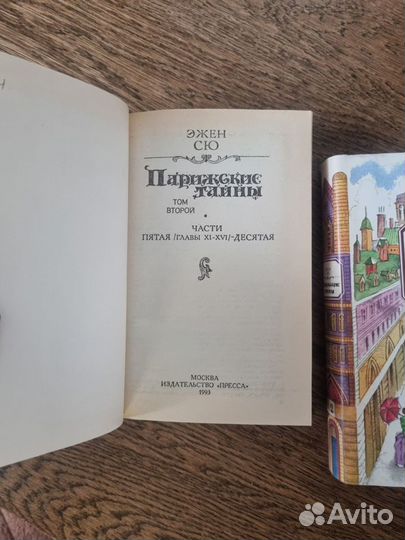 ЭЖЕН
СЮ
ПАРИЖСКИЕ
ТАЙНЫ
ТОМ
ВТОРОЙ
ЧАСТИ
ПЯТАЯ /ГЛАВЫ XI-XVI/-ДЕСЯТАЯ
МОСКВА
ИЗДАТЕЛЬСТВО «ПРЕССА»
1993
Avito